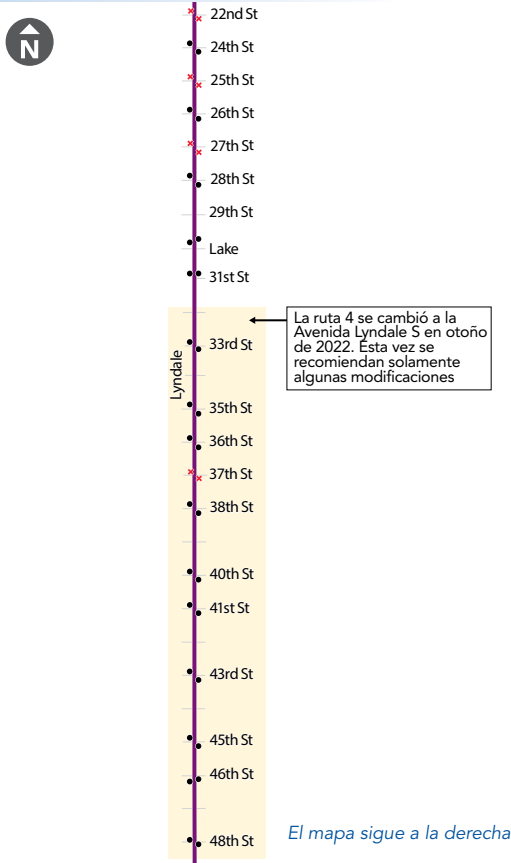 22nd St
N
24th St
25th St
26th St
27th St
28th St
29th St
Lake
31st St
La ruta 4 se cambió a la
Avenida Lyndale S en otoño
de 2022. Esta vez se
recomiendan solamente
algunas modificaciones
33rd St
Lyndale
35th St
36th St
37th St
38th St
40th St
41st St
43rd St
45th St
46th St
48th St
El mapa sigue a la derecha